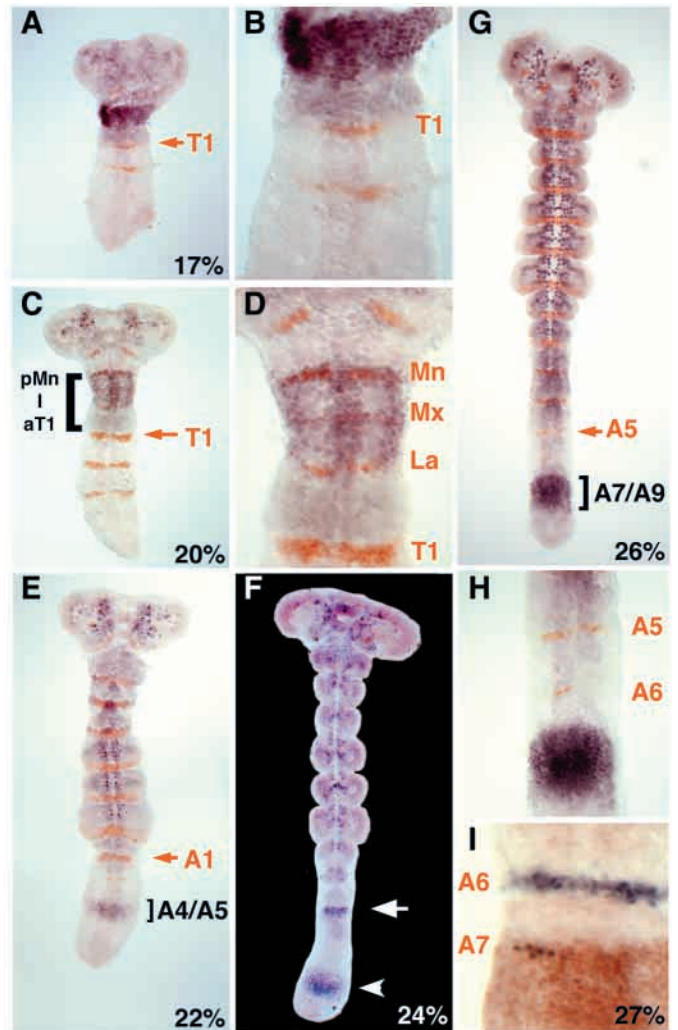 A
T1
17%
B
T1
C
pMn
I
aT1
T1
20%
D
Mn
Mx
La
T1
E
A1
A4/A5
22%
F
24%
G
A5
A7/A9
26%
H
A5
A6
I
A6
A7
27%